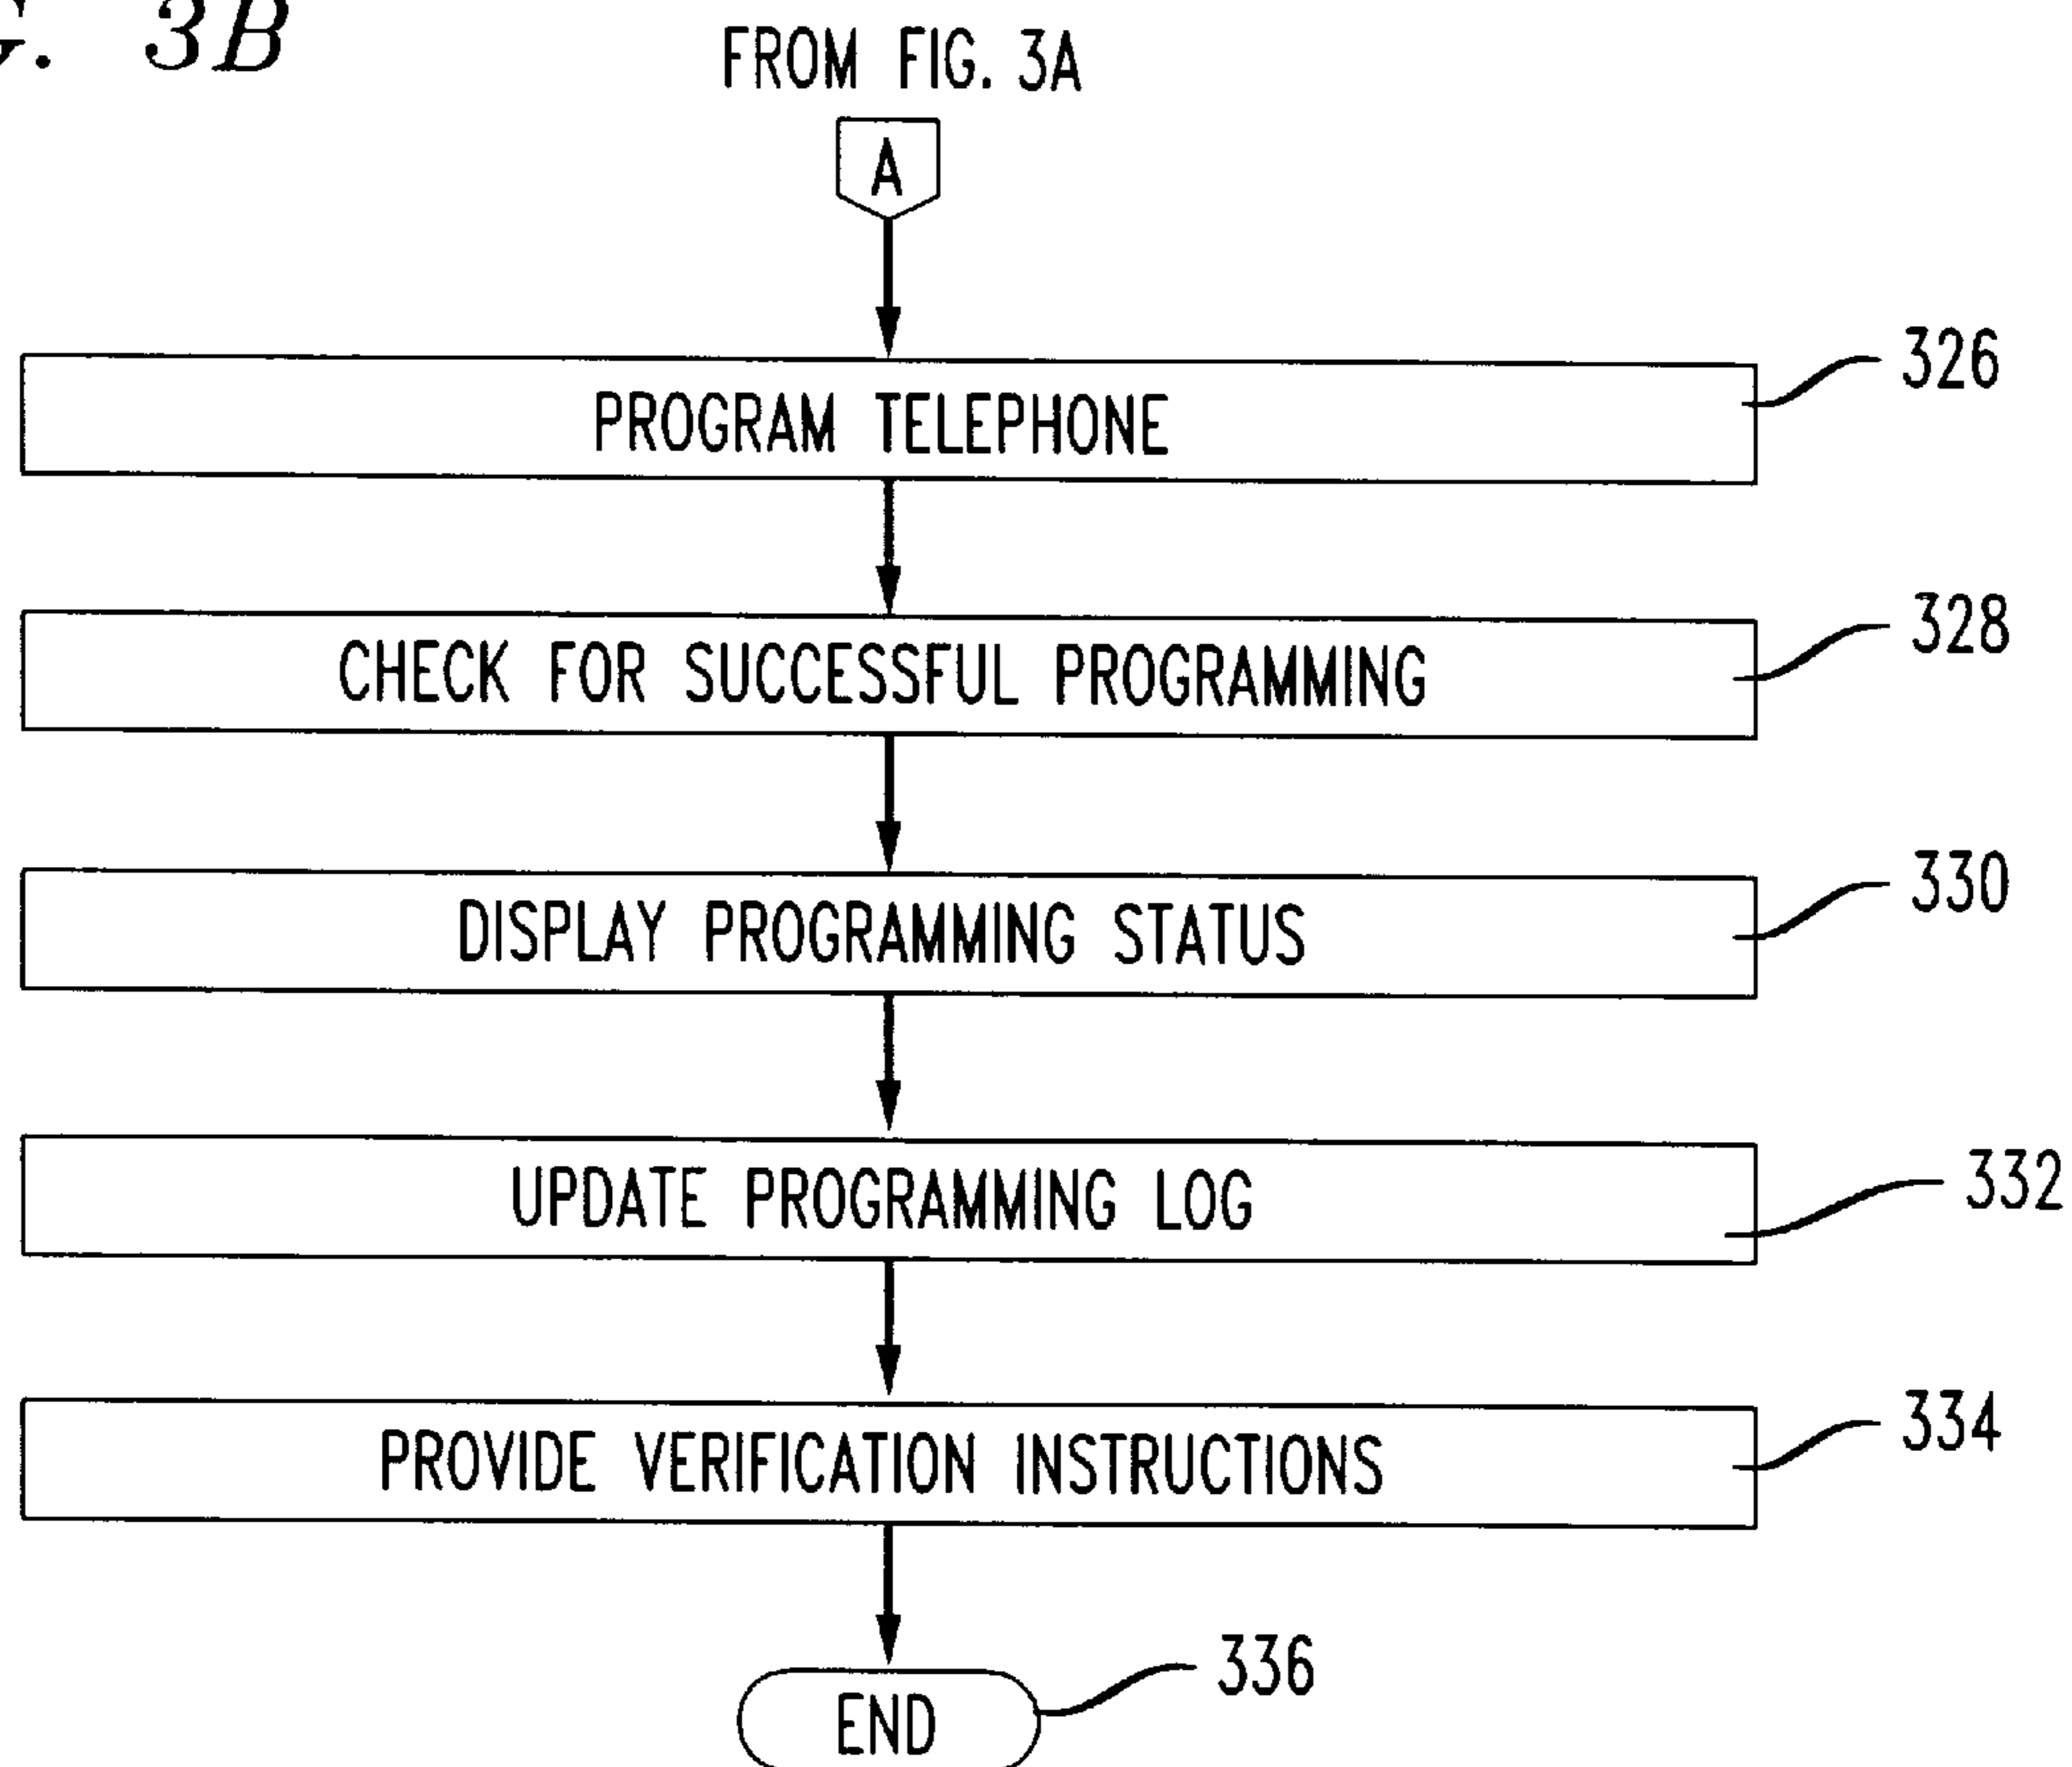 . 3B
FROM FIG. 3A
A
326
PROGRAM TELEPHONE
328
CHECK FOR SUCCESSFUL PROGRAMMING
330
DISPLAY PROGRAMMING STATUS
332
UPDATE PROGRAMMING LOG
334
PROVIDE VERIFICATION INSTRUCTIONS
336
END